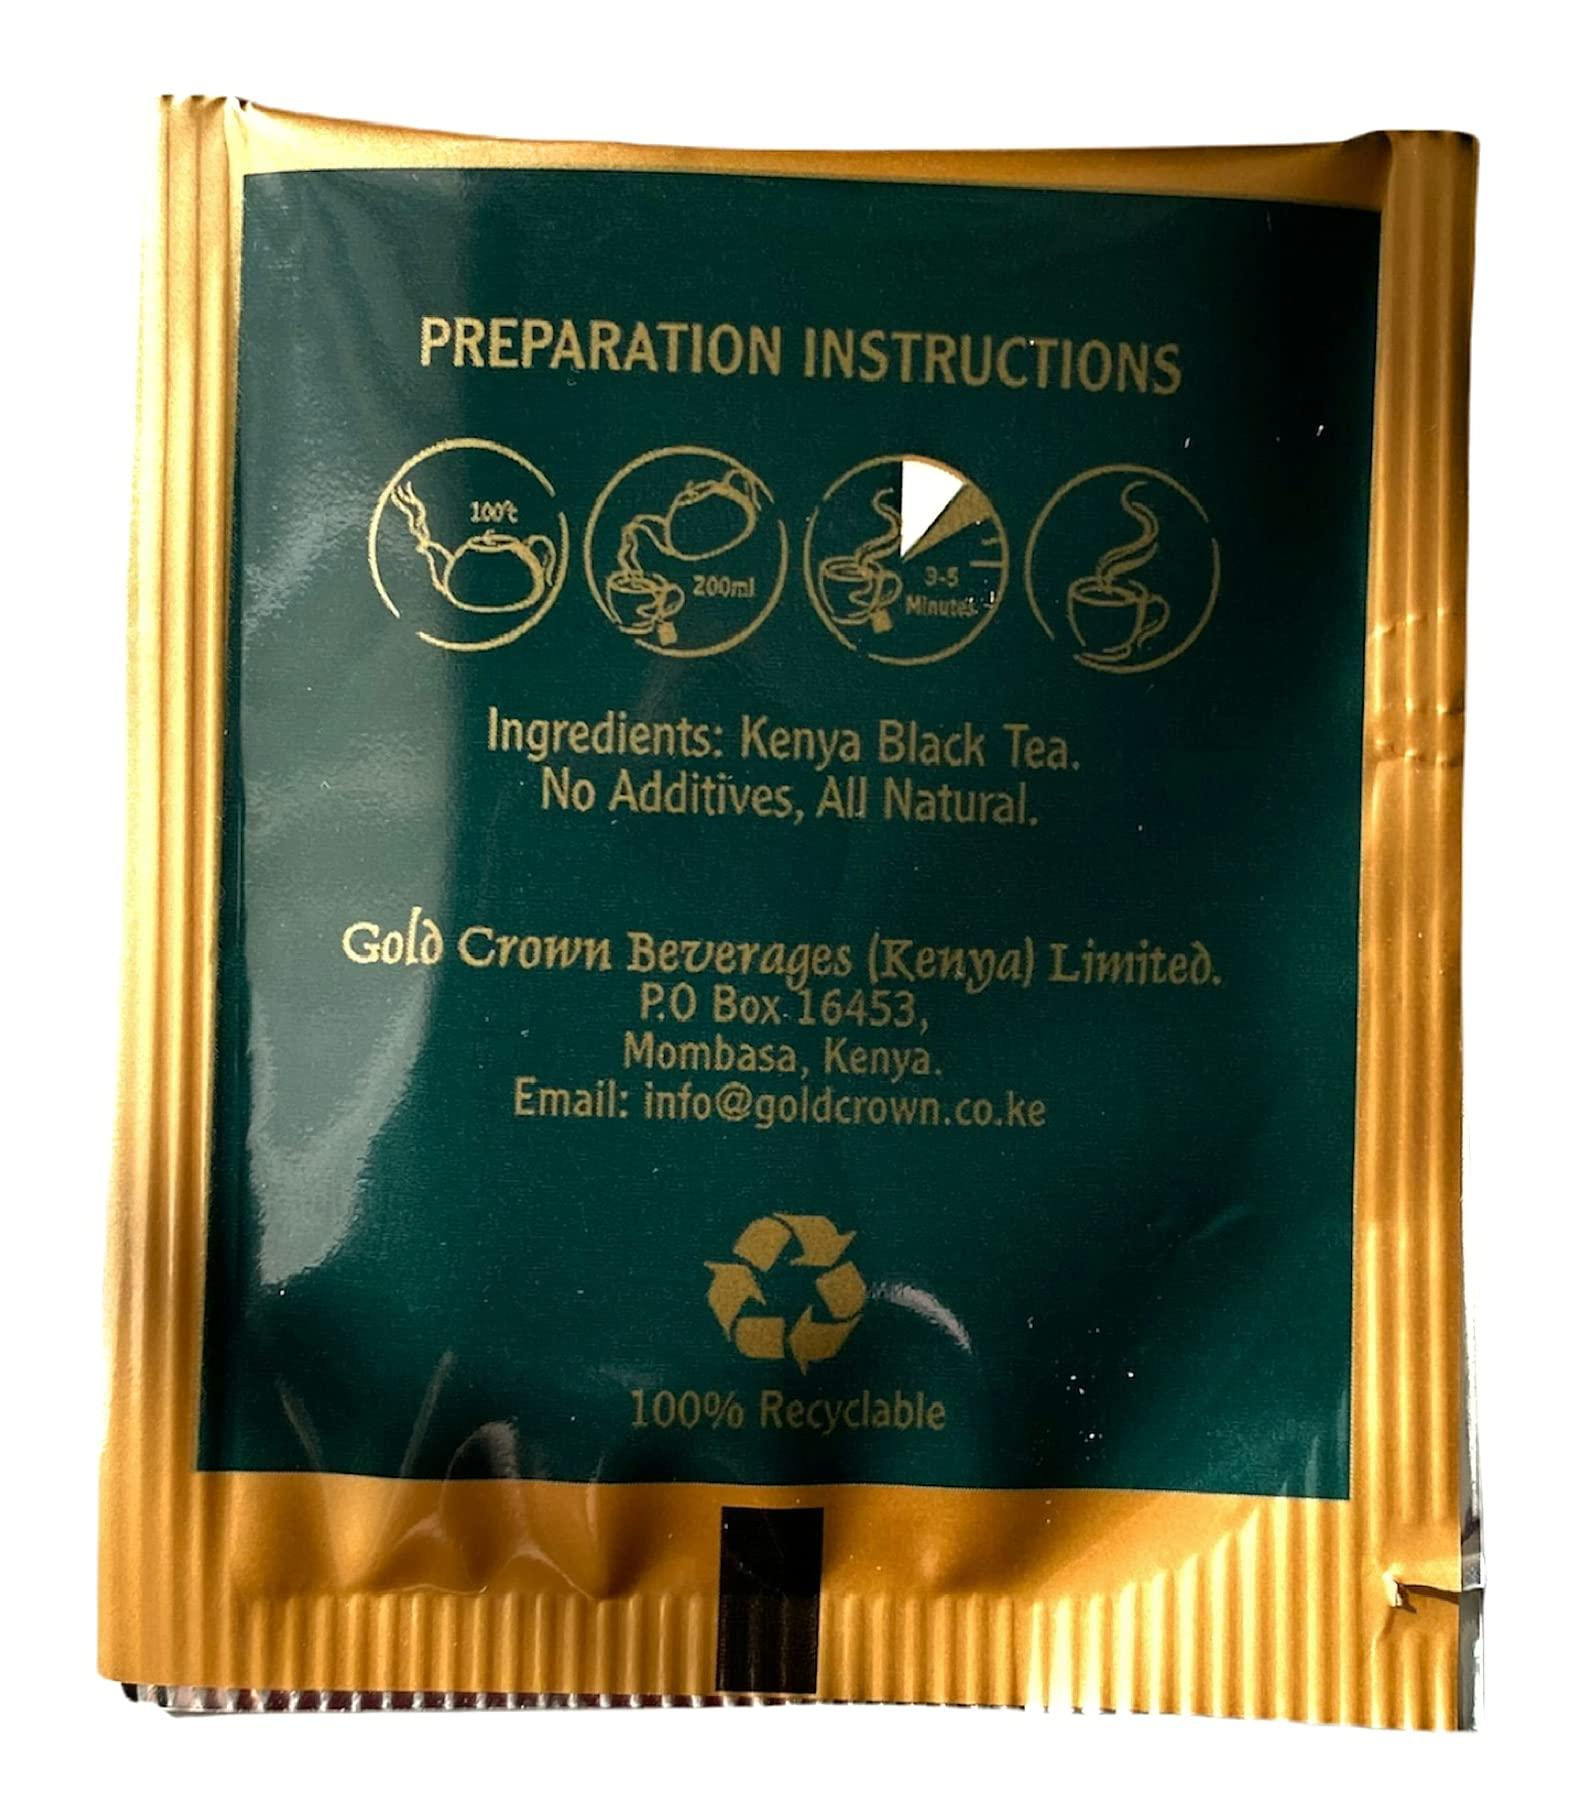 PREPARATION INSTRUCTIONS
100°c
200ml
3-5
Minutes
Ingredients: Kenya Black Tea.
No Additives, All Natural.
Gold Crown Beverages (Kenya) Limited.
P.O Box 16453,
Mombasa, Kenya.
Email: info@goldcrown.co.ke
100% Recyclable